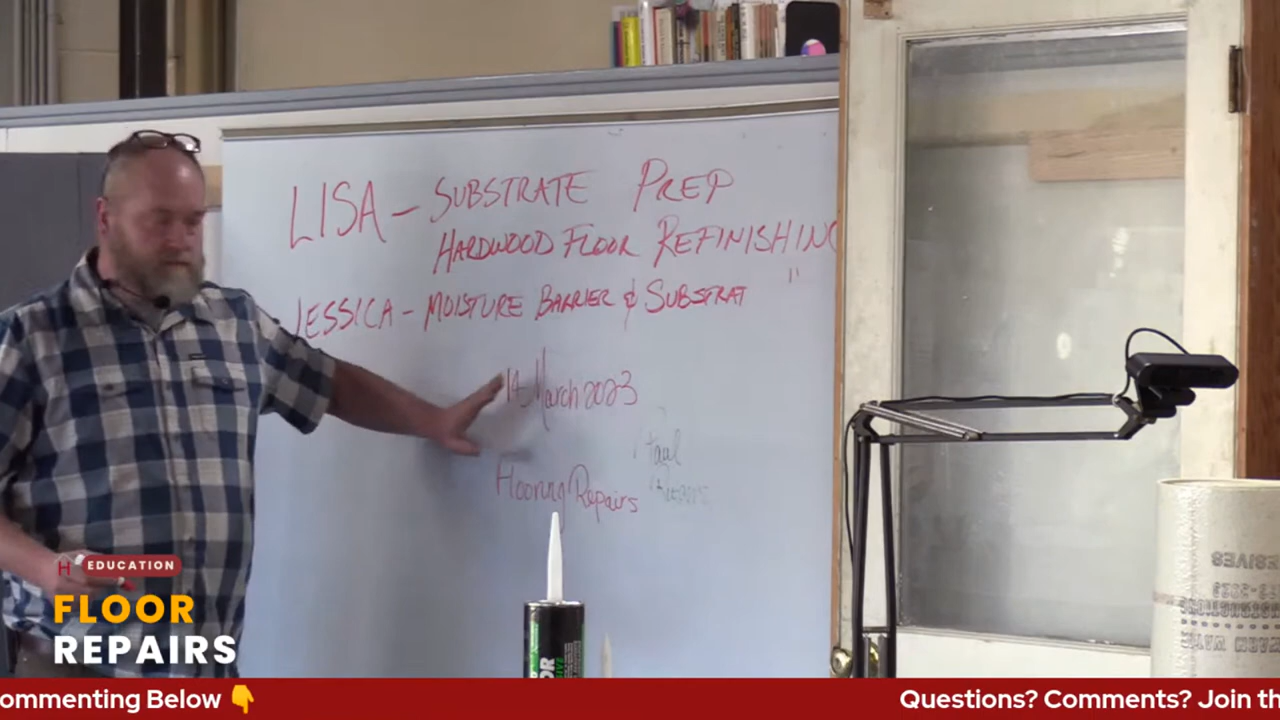 LISA - SUBSTRATE PREP
HARDWOOD FLOOR REFINISHING
"
JESSICA - MOISTURE BARRIER & SUBSTRAT
14 March 2023
Paul
Flooring Repairs
H EDUCATION
FLOOR
REPAIRS
ommenting Below 👇
Questions? Comments? Join th